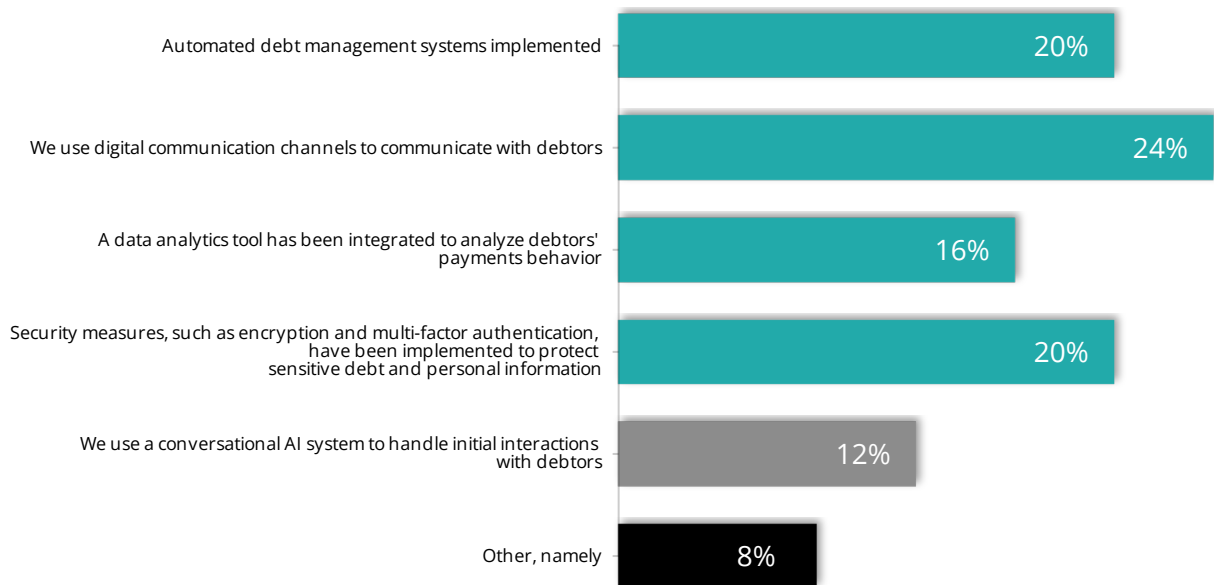 Automated debt management systems implemented
20%
We use digital communication channels to communicate with debtors
24%
A data analytics tool has been integrated to analyze debtors'
payments behavior
16%
Security measures, such as encryption and multi-factor authentication,
have been implemented to protect
sensitive debt and personal information
20%
We use a conversational AI system to handle initial interactions
with debtors
12%
Other, namely
8%